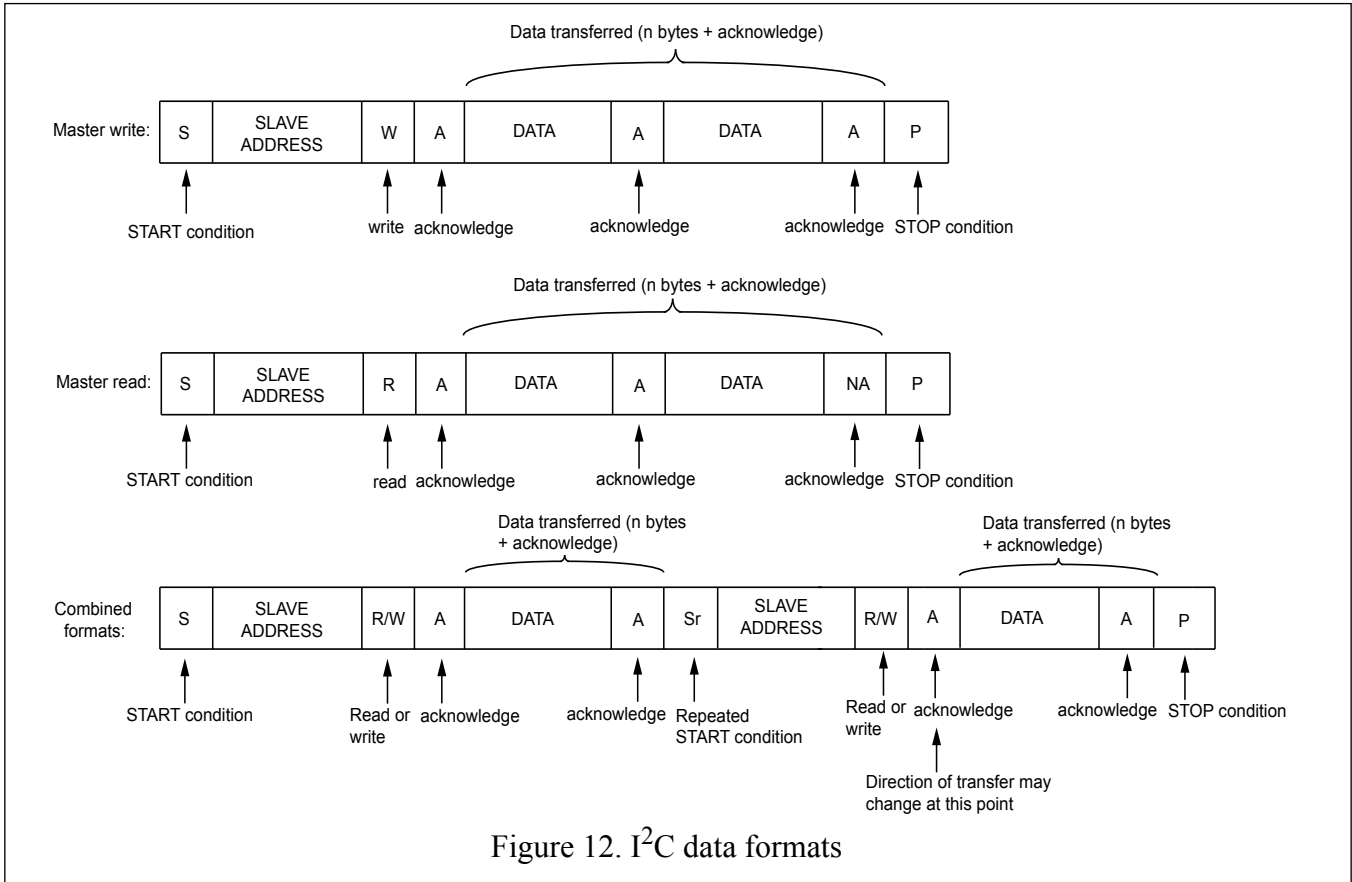 Data transferred (n bytes + acknowledge)
Master write:
S
SLAVE
ADDRESS
W
A
DATA
A
DATA
A
P
START condition
write
acknowledge
acknowledge
acknowledge
STOP condition
Data transferred (n bytes + acknowledge)
Master read:
S
SLAVE
ADDRESS
R
A
DATA
A
DATA
NA
P
START condition
read
acknowledge
acknowledge
acknowledge
STOP condition
Data transferred (n bytes
+ acknowledge)
Data transferred (n bytes
+ acknowledge)
Combined
formats:
S
SLAVE
ADDRESS
R/W
A
DATA
A
Sr
SLAVE
ADDRESS
R/W
A
DATA
A
P
START condition
Read or
write
acknowledge
acknowledge
Repeated
START condition
Read or
write
acknowledge
acknowledge
STOP condition
Direction of transfer may
change at this point
Figure 12. I²C data formats